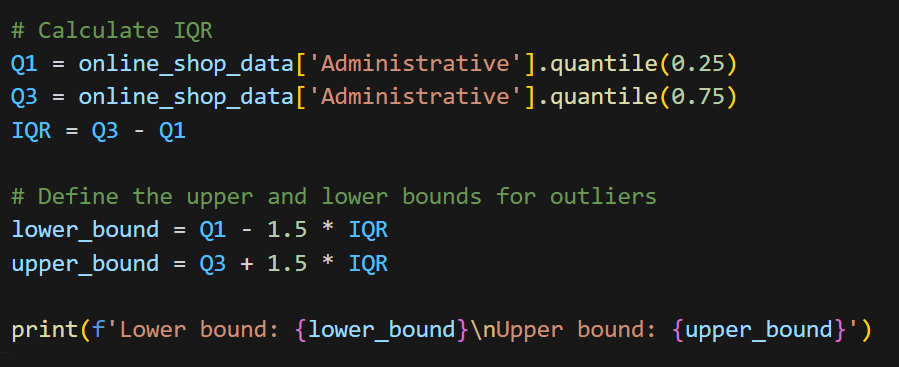 # Calculate IQR
Q1 = online_shop_data['Administrative'].quantile(0.25)
Q3 = online_shop_data['Administrative'].quantile(0.75)
IQR = Q3 - Q1
# Define the upper and lower bounds for outliers
lower_bound = Q1 - 1.5 * IQR
upper_bound = Q3 + 1.5 * IQR
print(f'Lower bound: {lower_bound}\nUpper bound: {upper_bound}')